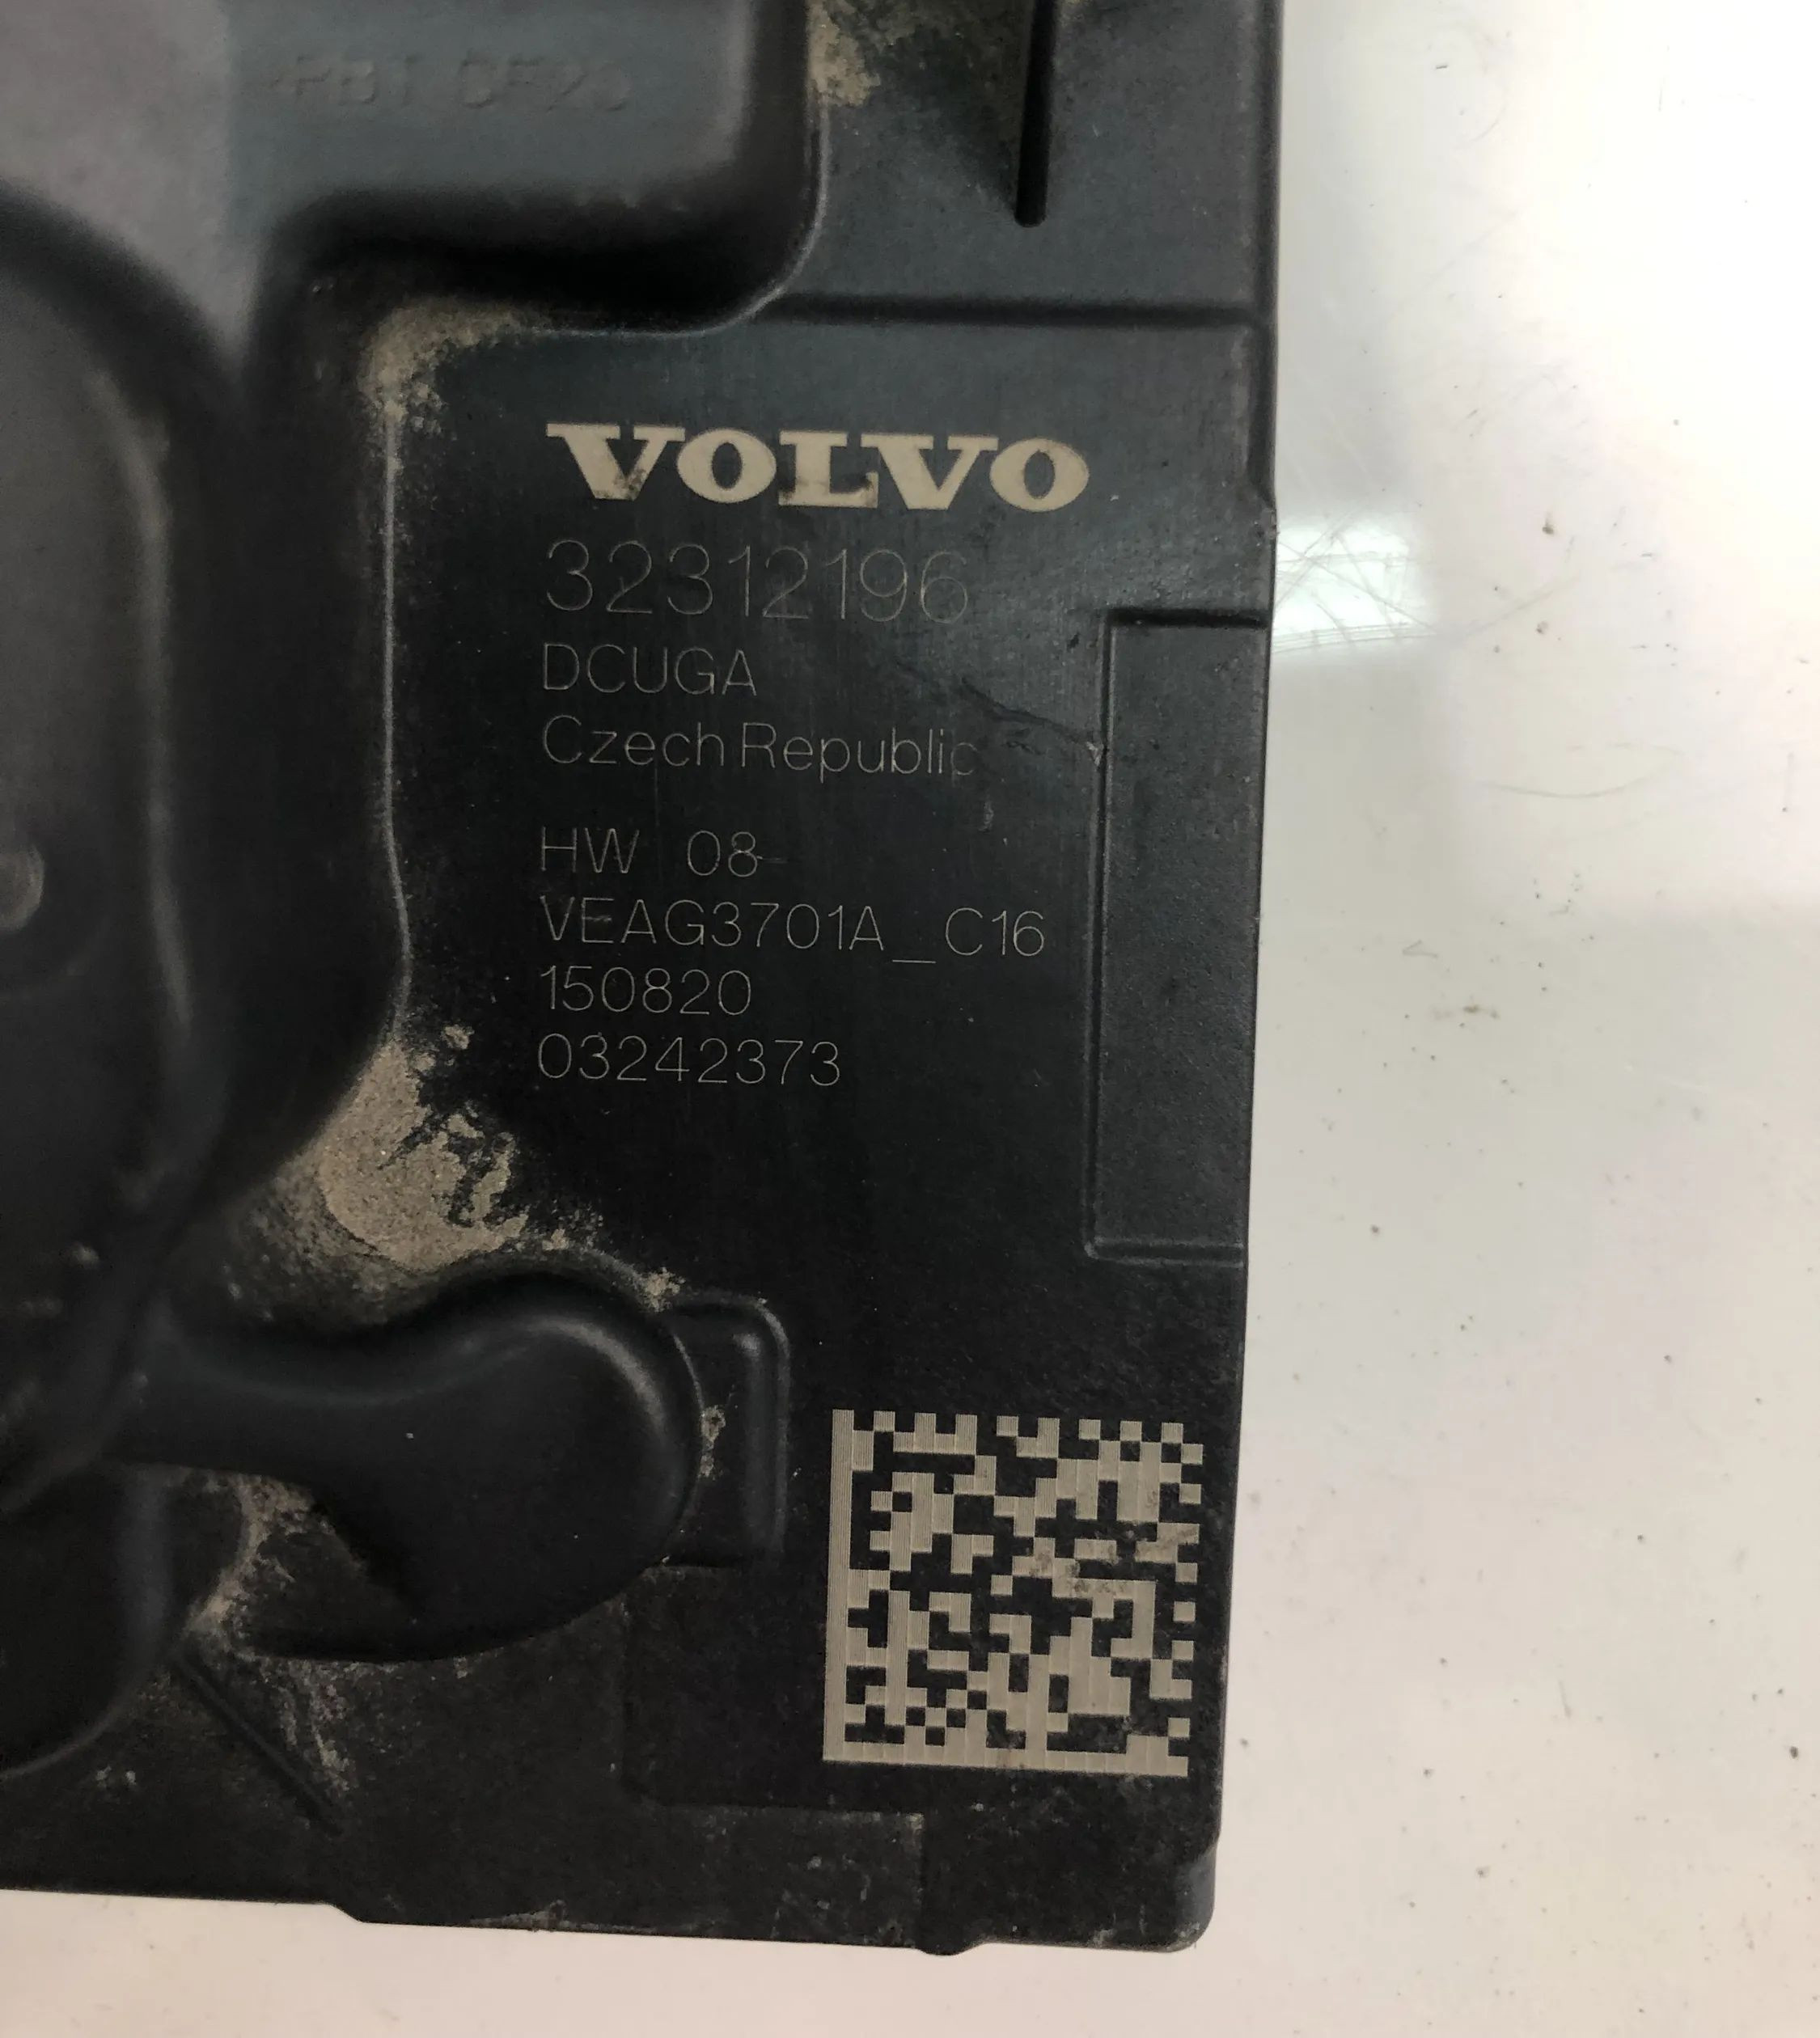 VOLVO
32312196
DCUGA
Czech Republic
HW 08-
VEAG3701A_C16
150820
03242373